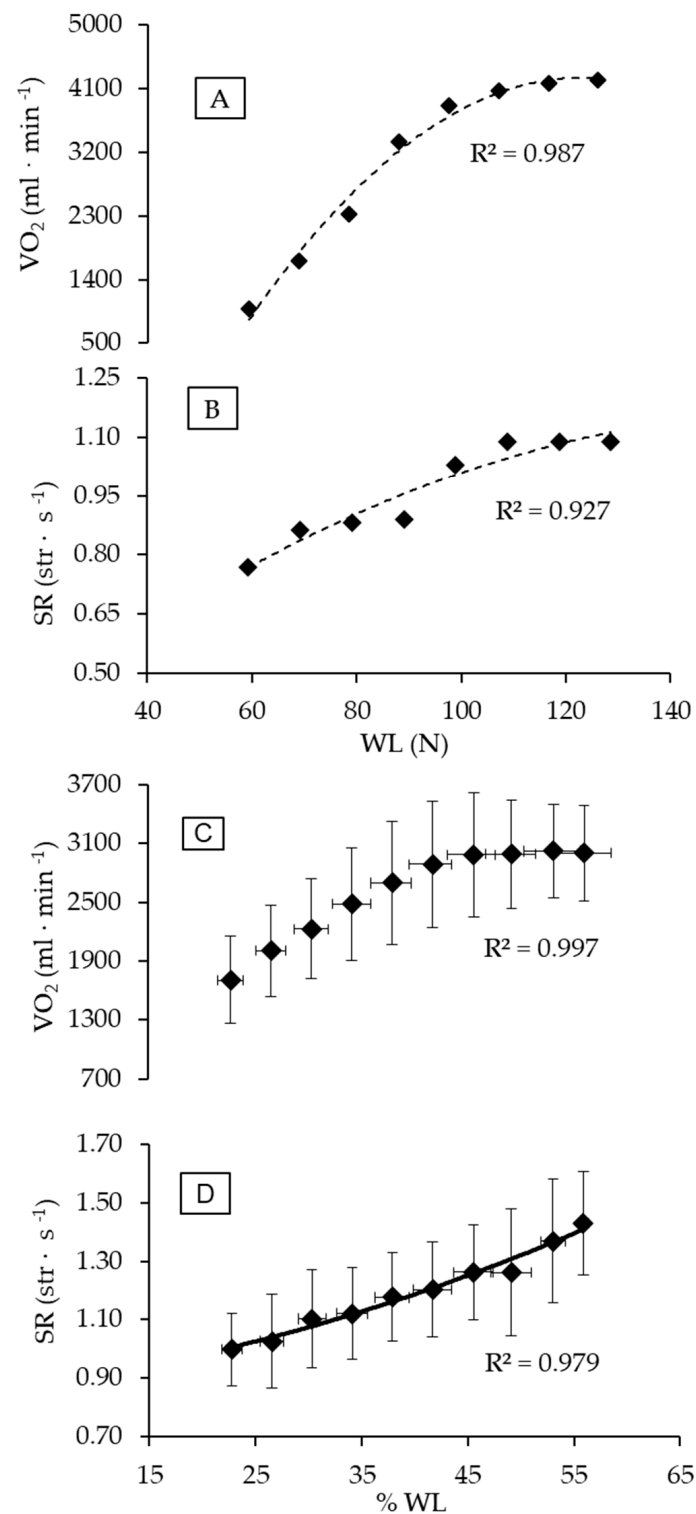 5000
4100
3200
2300
1400
500
VO₂ (ml · min ⁻¹)
A
R² = 0.987
1.25
1.10
0.95
0.80
0.65
0.50
SR (str · s ⁻¹)
B
R² = 0.927
40 60 80 100 120 140
WL (N)
3700
3100
2500
1900
1300
700
VO₂ (ml · min ⁻¹)
C
R² = 0.997
1.70
1.50
1.30
1.10
0.90
0.70
SR (str · s ⁻¹)
D
R² = 0.979
15 25 35 45 55 65
% WL